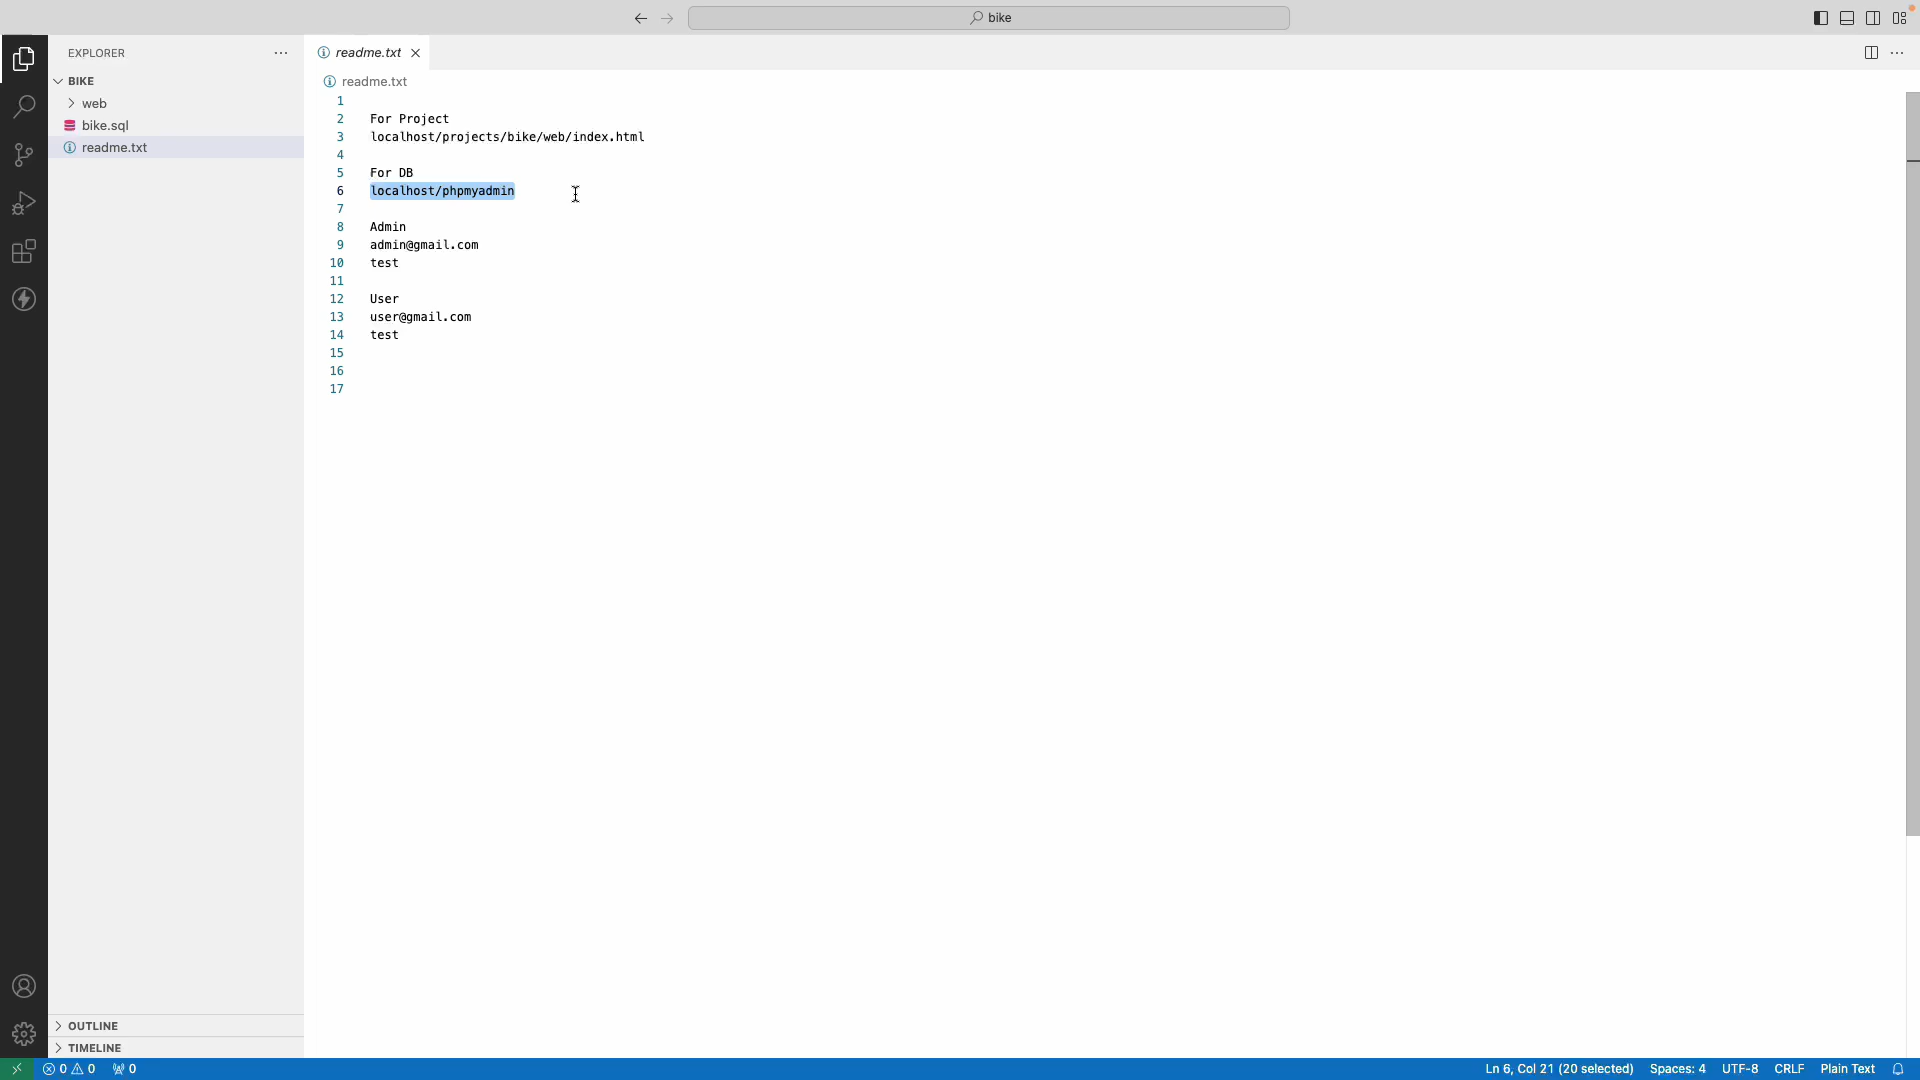 bike
EXPLORER
BIKE
web
bike.sql
readme.txt
readme.txt
readme.txt
1
2 For Project
3 localhost/projects/bike/web/index.html
4
5 For DB
6 localhost/phpmyadmin
7
8 Admin
9 admin@gmail.com
10 test
11
12 User
13 user@gmail.com
14 test
15
16
17
OUTLINE
TIMELINE
0 0 0 Ln 6, Col 21 (20 selected) Spaces: 4 UTF-8 CRLF Plain Text